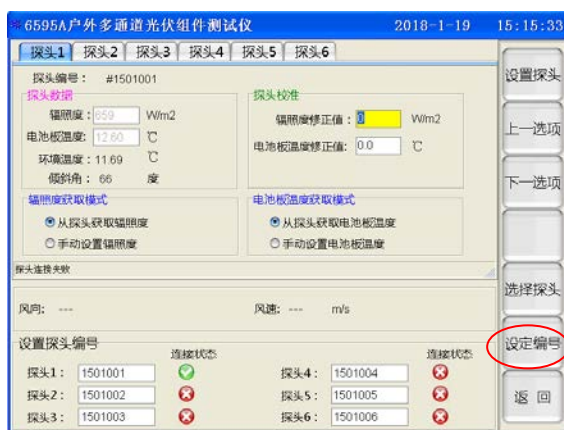 6595A户外多通道光伏组件测试仪 2018-1-19 15:15:33
探头1 探头2 探头3 探头4 探头5 探头6
探头编号： #1501001
探头数据 探头校准
辐照度： 659 W/m2 辐照度修正值： 0 W/m2
电池板温度： 12.60 ℃ 电池板温度修正值: 0.0 ℃
环境温度： 11.69 ℃
倾斜角： 66 度
辐照度获取模式 电池板温度获取模式
从探头获取辐照度 从探头获取电池板温度
手动设置辐照度 手动设置电池板温度
探头连接失败
风向: --- 风速: --- m/s
设置探头编号
连接状态 连接状态
探头1： 1501001 探头4： 1501004
探头2： 1501002 探头5： 1501005
探头3： 1501003 探头6： 1501006
设置探头
上一选项
下一选项
选择探头
设定编号
返 回